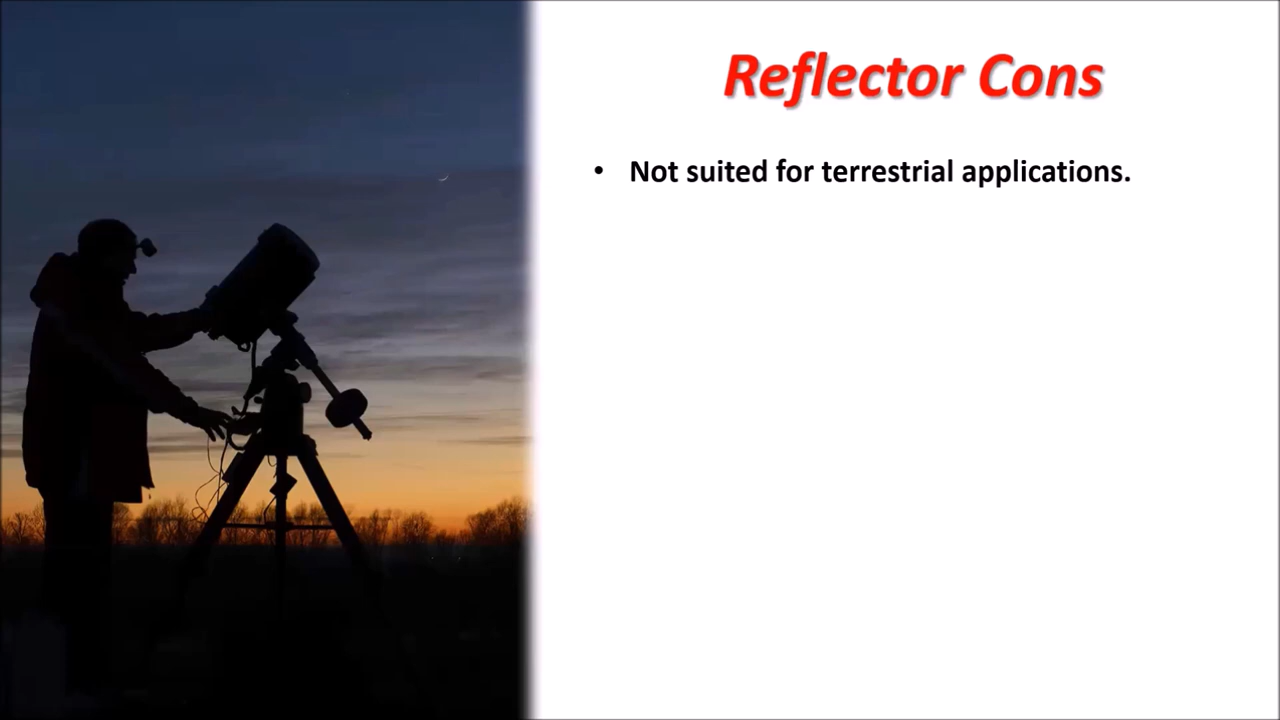 Reflector Cons
• Not suited for terrestrial applications.